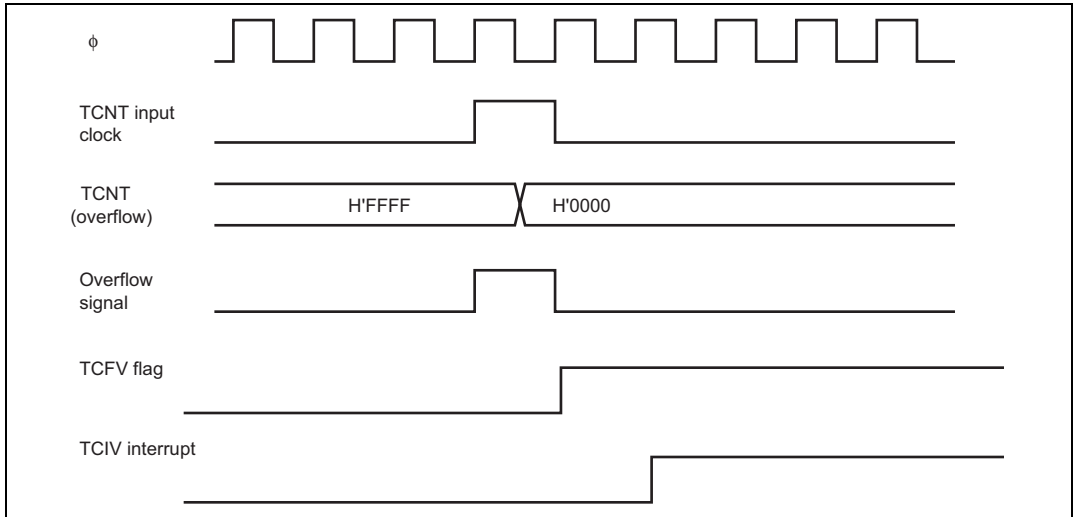 ϕ
TCNT input
clock
TCNT
(overflow)
H'FFFF
H'0000
Overflow
signal
TCFV flag
TCIV interrupt